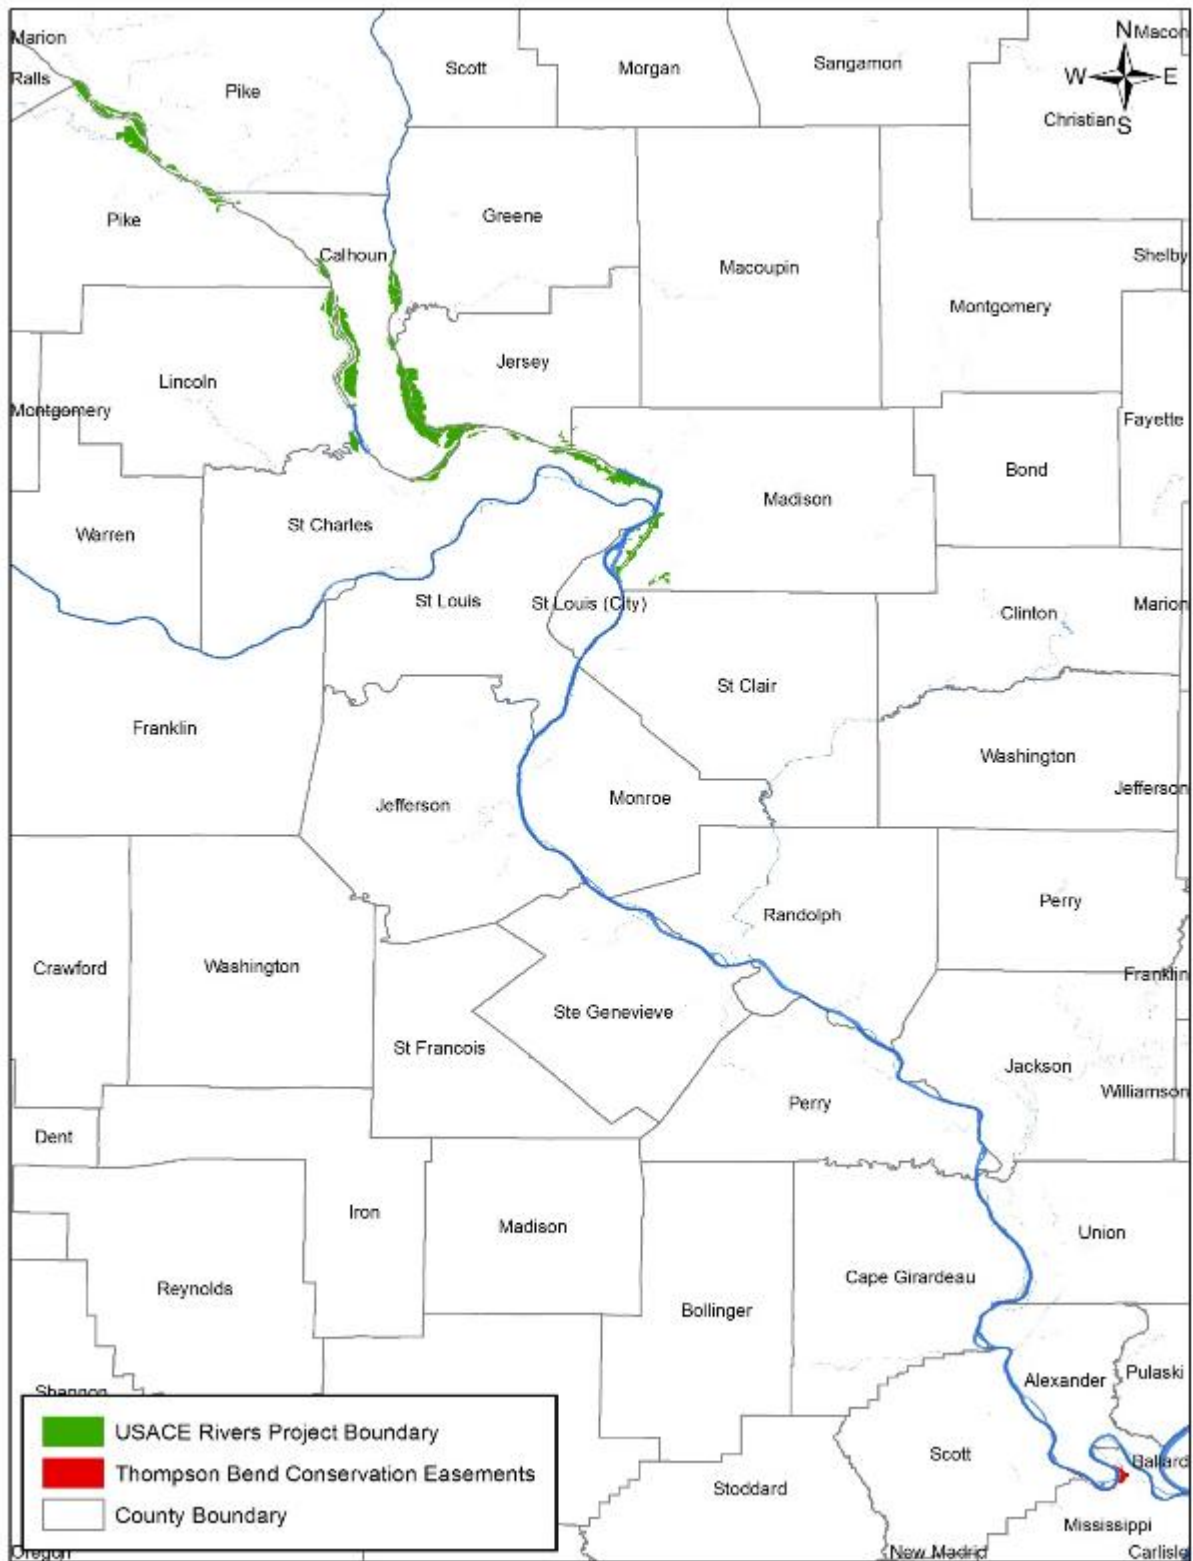 Marion
N
Macon
Ralls
Pike
Scott
Morgan
Sangamon
W
E
Christian
S
Pike
Greene
Calhoun
Macoupin
Shelby
Montgomery
Lincoln
Jersey
Montgomery
Fayette
Bond
St Charles
Madison
Warren
St Louis
St Louis (City)
Clinton
Marion
St Clair
Franklin
Washington
Jefferson
Monroe
Jefferson
Randolph
Perry
Crawford
Washington
Franklin
Ste Genevieve
St Francois
Jackson
Perry
Williamson
Dent
Iron
Madison
Union
Reynolds
Cape Girardeau
Bollinger
Alexander
Pulaski
Shannon
USACE Rivers Project Boundary
Thompson Bend Conservation Easements
County Boundary
Scott
Ballard
Stoddard
Mississippi
Oregon
New Madrid
Carlisle